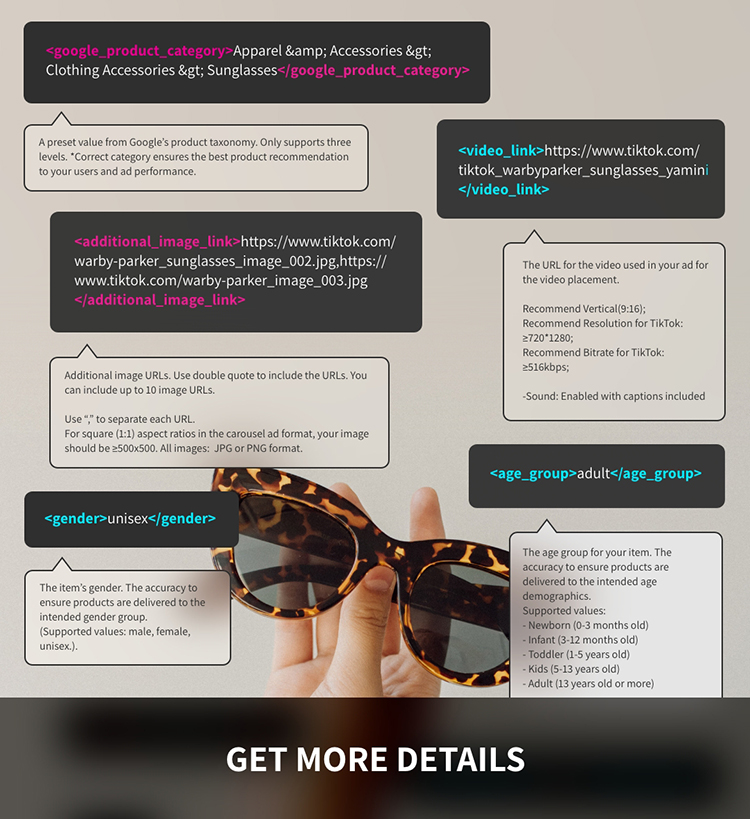 <google_product_category>Apparel &amp; Accessories &gt;
Clothing Accessories &gt; Sunglasses</google_product_category>
A preset value from Google's product taxonomy. Only supports three
levels. *Correct category ensures the best product recommendation
to your users and ad performance.
<video_link>https://www.tiktok.com/
tiktok_warbyparker_sunglasses_yamini
</video_link>
The URL for the video used in your ad for
the video placement.
Recommend Vertical(9:16);
Recommend Resolution for TikTok:
≥720*1280;
Recommend Bitrate for TikTok:
≥516kbps;
-Sound: Enabled with captions included
<additional_image_link>https://www.tiktok.com/
warby-parker_sunglasses_image_002.jpg,https://
www.tiktok.com/warby-parker_image_003.jpg
</additional_image_link>
Additional image URLs. Use double quote to include the URLs. You
can include up to 10 image URLs.
Use “,” to separate each URL.
For square (1:1) aspect ratios in the carousel ad format, your image
should be ≥500x500. All images: JPG or PNG format.
<age_group>adult</age_group>
The age group for your item. The
accuracy to ensure products are
delivered to the intended age
demographics.
Supported values:
- Newborn (0-3 months old)
- Infant (3-12 months old)
- Toddler (1-5 years old)
- Kids (5-13 years old)
- Adult (13 years old or more)
<gender>unisex</gender>
The item's gender. The accuracy to
ensure products are delivered to the
intended gender group.
(Supported values: male, female,
unisex.).
GET MORE DETAILS